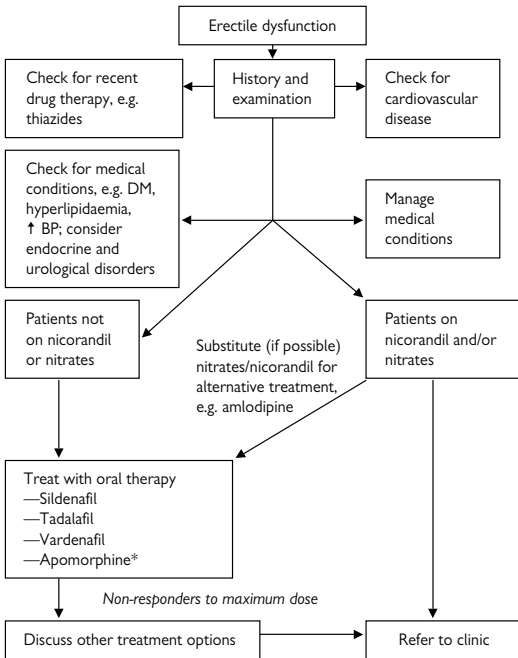 Erectile dysfunction
Check for recent
drug therapy, e.g.
thiazides
History and
examination
Check for
cardiovascular
disease
Check for medical
conditions, e.g. DM,
hyperlipidaemia,
↑ BP; consider
endocrine and
urological disorders
Manage
medical
conditions
Patients not
on nicorandil
or nitrates
Substitute (if possible)
nitrates/nicorandil for
alternative treatment,
e.g. amlodipine
Patients on
nicorandil and/or
nitrates
Treat with oral therapy
—Sildenafil
—Tadalafil
—Vardenafil
—Apomorphine*
Non-responders to maximum dose
Discuss other treatment options
Refer to clinic